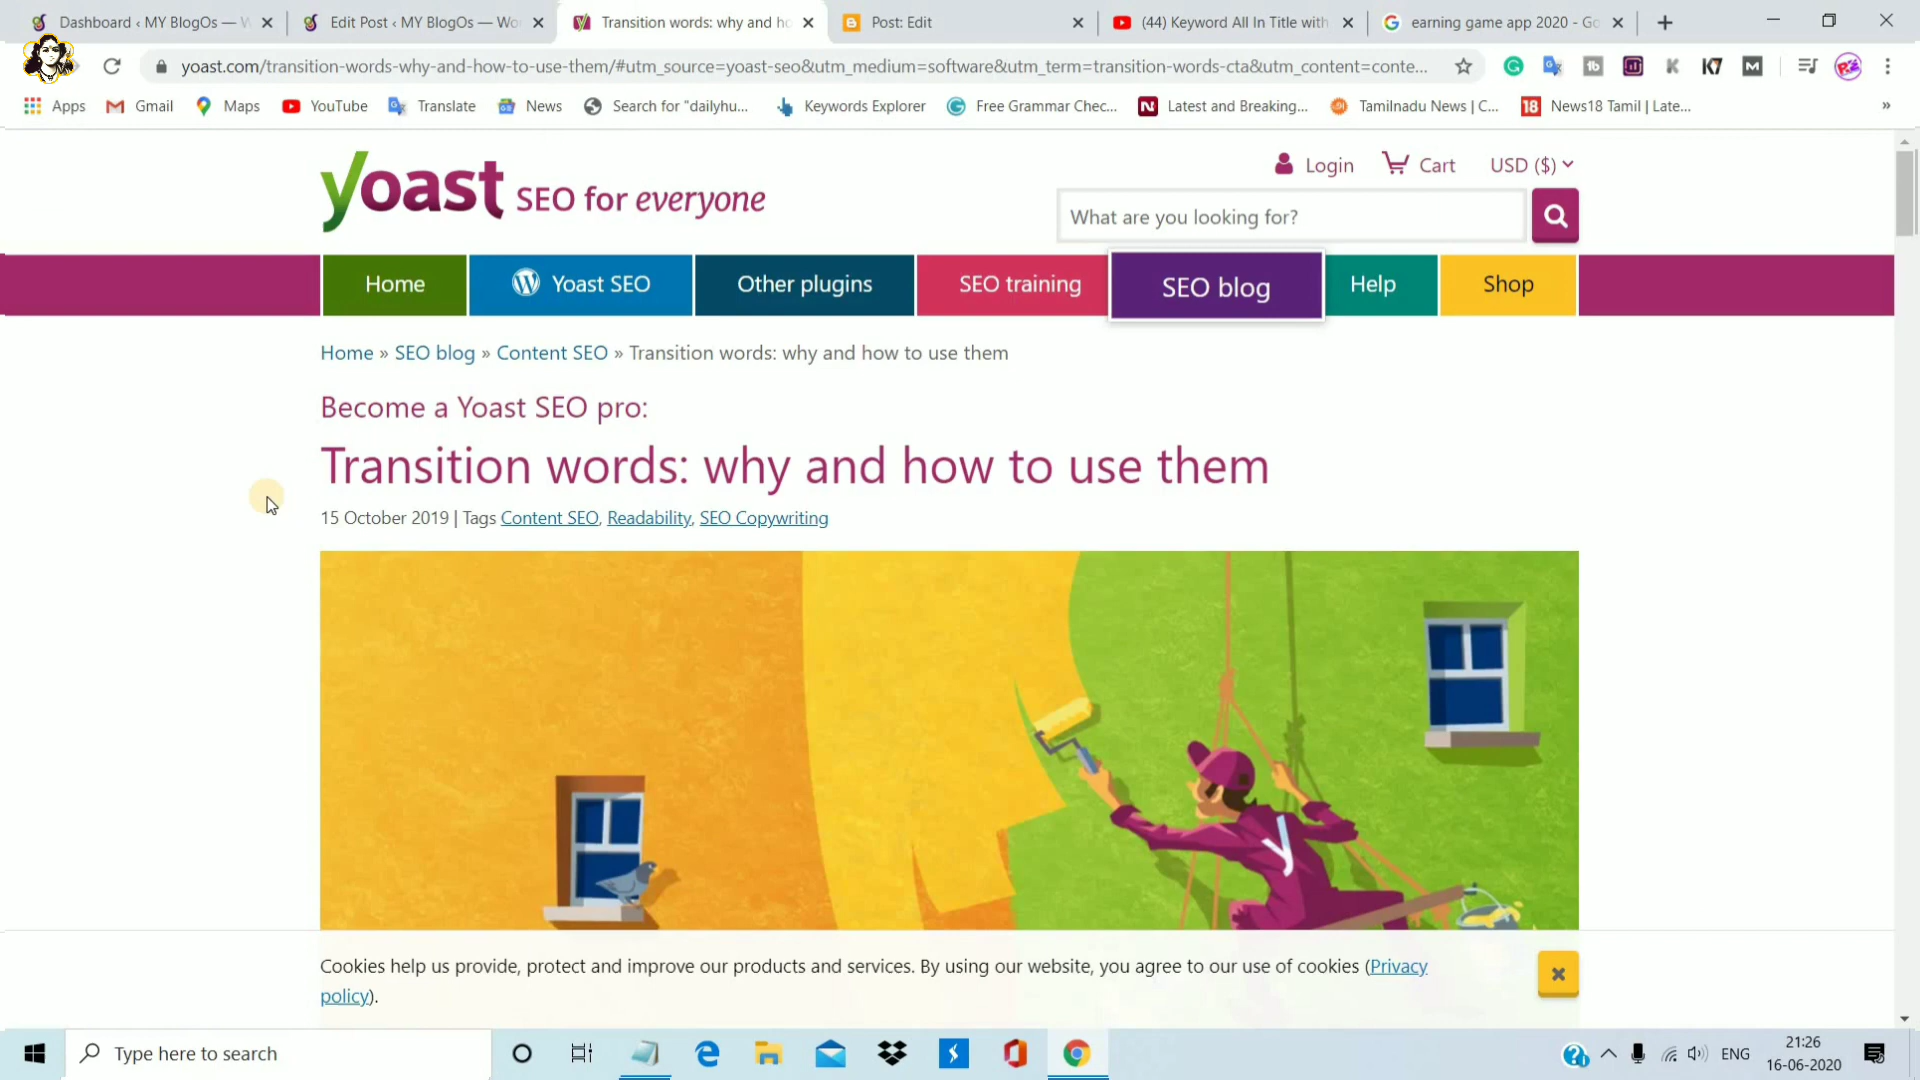 Dashboard ‹ MY BlogOs — W
Edit Post ‹ MY BlogOs — Wor
Transition words: why and ho
Post: Edit
(44) Keyword All In Title with
earning game app 2020 - Go
yoast.com/transition-words-why-and-how-to-use-them/#utm_source=yoast-seo&utm_medium=software&utm_term=transition-words-cta&utm_content=conte...
Apps
Gmail
Maps
YouTube
Translate
News
Search for "dailyhu...
Keywords Explorer
Free Grammar Chec...
Latest and Breaking...
Tamilnadu News | C...
News18 Tamil | Late...
yoast SEO for everyone
Login
Cart
USD ($)
What are you looking for?
Home
Yoast SEO
Other plugins
SEO training
SEO blog
Help
Shop
Home » SEO blog » Content SEO » Transition words: why and how to use them
Become a Yoast SEO pro:
Transition words: why and how to use them
15 October 2019 | Tags Content SEO, Readability, SEO Copywriting
y
Cookies help us provide, protect and improve our products and services. By using our website, you agree to our use of cookies (Privacy
policy).
Type here to search
ENG
21:26
16-06-2020